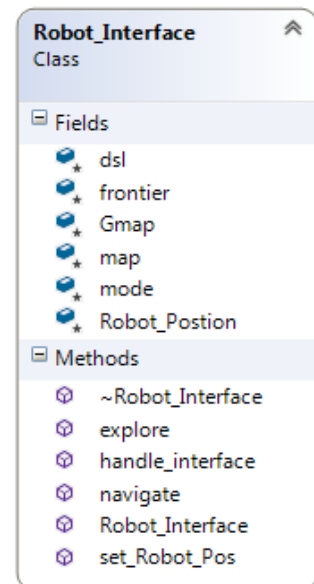 Robot_Interface
Class
Fields
dsl
frontier
Gmap
map
mode
Robot_Postion
Methods
~Robot_Interface
explore
handle_interface
navigate
Robot_Interface
set_Robot_Pos